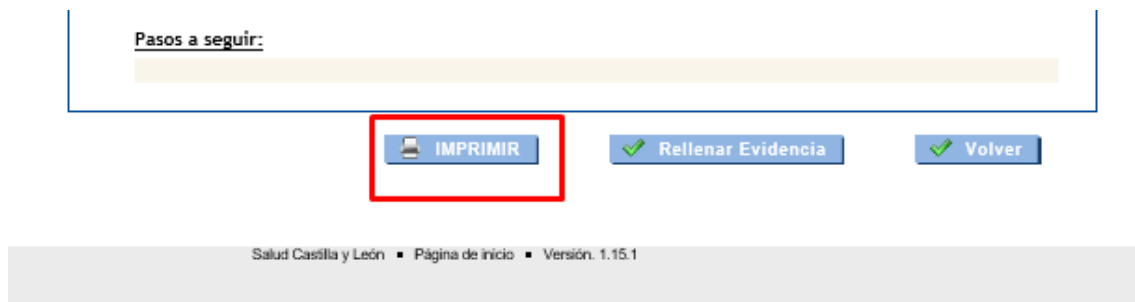 Pasos a seguir:
IMPRIMIR Rellenar Evidencia Volver
Salud Castilla y León ▪ Página de inicio ▪ Versión. 1.15.1